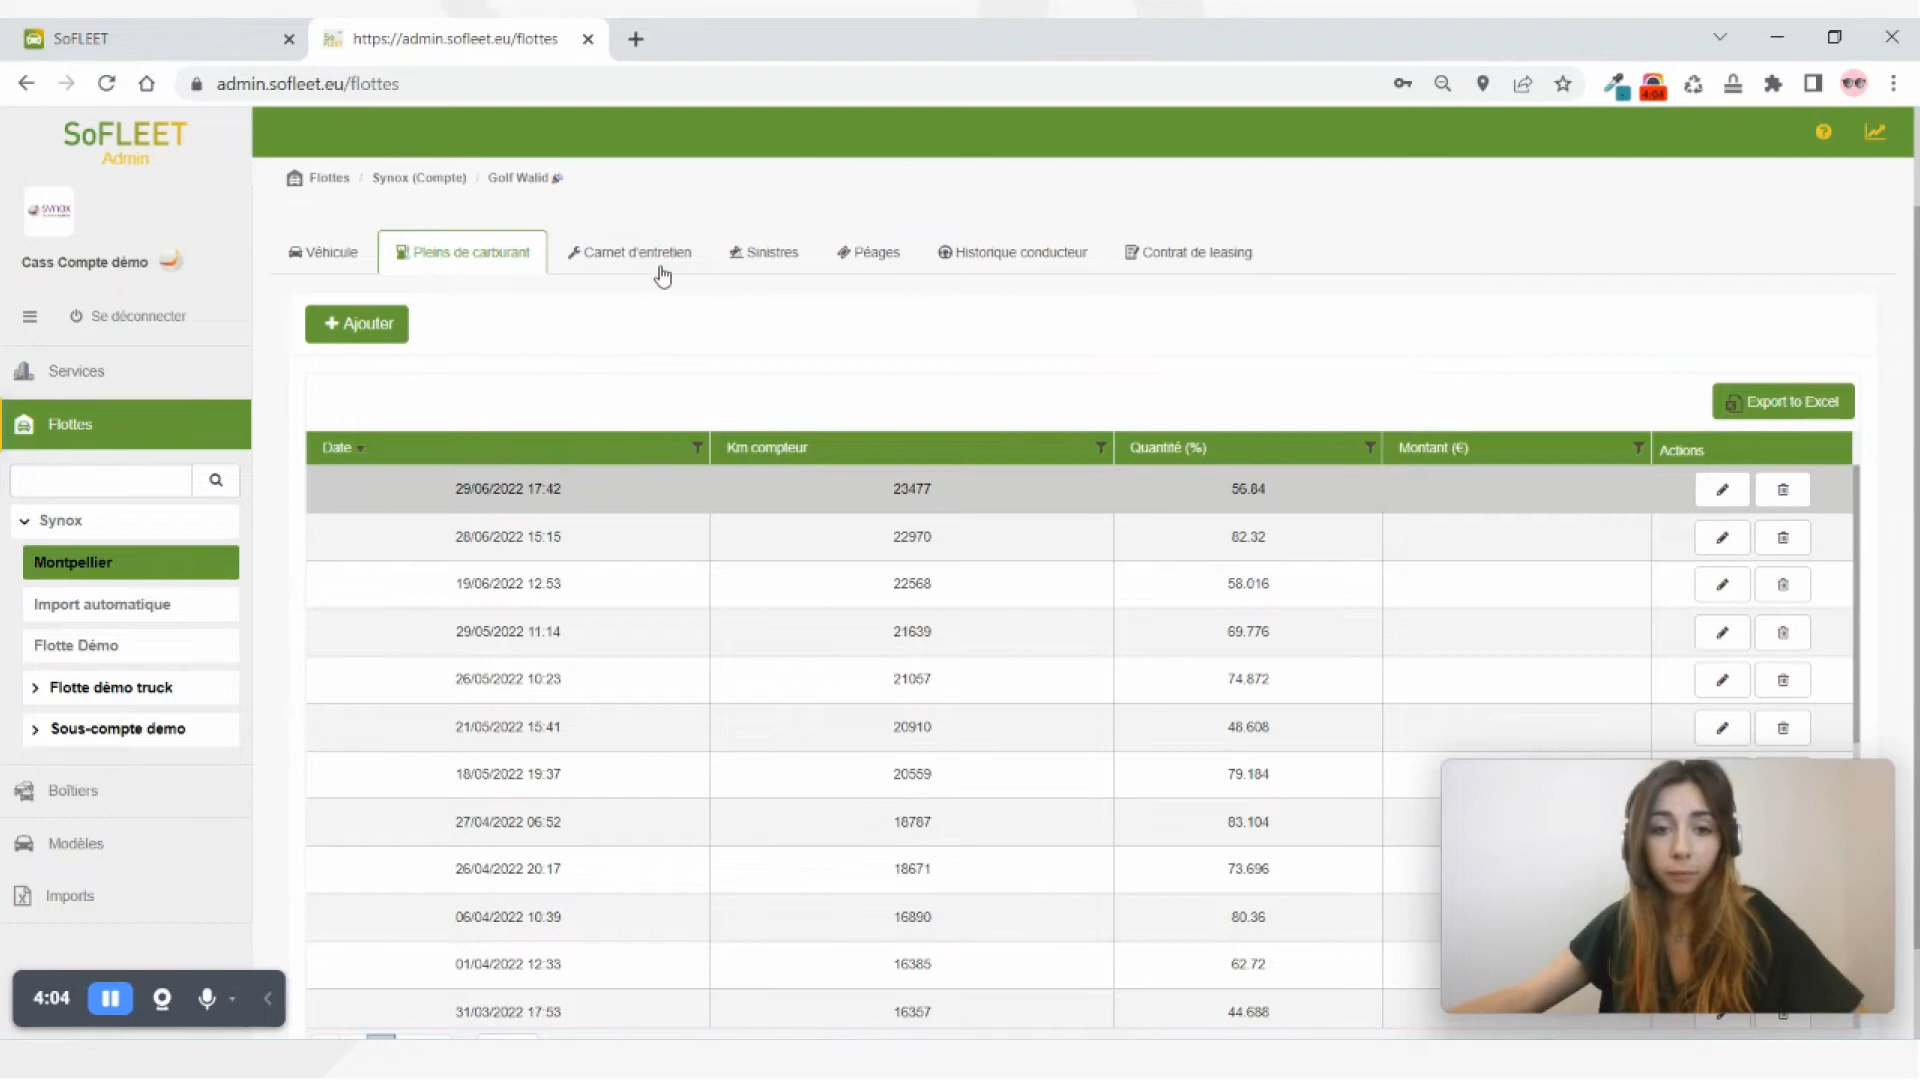 SoFLEET
https://admin.sofleet.eu/flottes
admin.sofleet.eu/flottes
4:04
SoFLEET
Admin
synox
Cass Compte démo
Se déconnecter
Services
Flottes
Synox
Montpellier
Import automatique
Flotte Démo
Flotte démo truck
Sous-compte demo
Boîtiers
Modèles
Imports
4:04
Flottes / Synox (Compte) / Golf Walid
Véhicule Pleins de carburant Carnet d'entretien Sinistres Péages Historique conducteur Contrat de leasing
+ Ajouter
Export to Excel
Date Km compteur Quantité (%) Montant (€) Actions
29/06/2022 17:42 23477 56.84
28/06/2022 15:15 22970 82.32
19/06/2022 12:53 22568 58.016
29/05/2022 11:14 21639 69.776
26/05/2022 10:23 21057 74.872
21/05/2022 15:41 20910 48.608
18/05/2022 19:37 20559 79.184
27/04/2022 06:52 18787 83.104
26/04/2022 20:17 18671 73.696
06/04/2022 10:39 16890 80.36
01/04/2022 12:33 16385 62.72
31/03/2022 17:53 16357 44.688